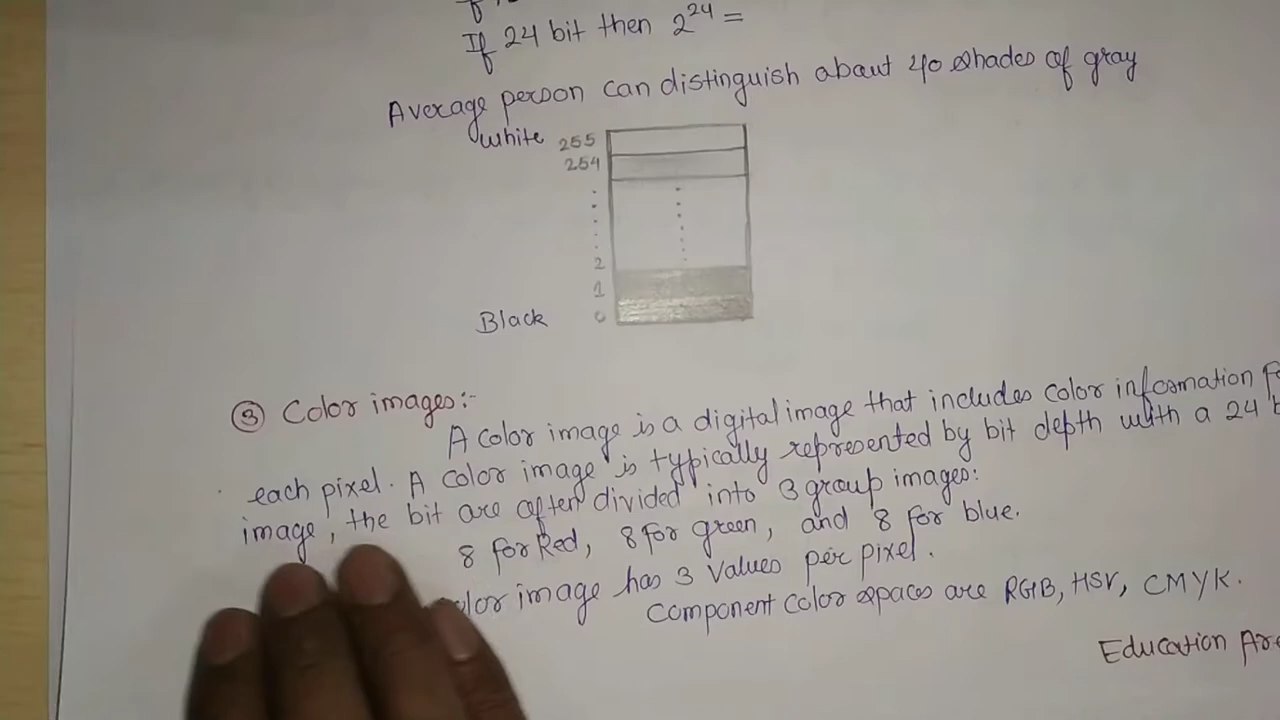 If 24 bit then 2^24 =
Average person can distinguish about 40 shades of gray
White 255
254
2
1
Black 0
③ Color images:-
A color image is a digital image that includes color information
each pixel. A color image is typically represented by bit depth with a 24
image, the bit are often divided into 3 group images:
8 for Red, 8 for green, and 8 for blue.
color image has 3 values per pixel.
Component color spaces are RGB, HSV, CMYK.
Education